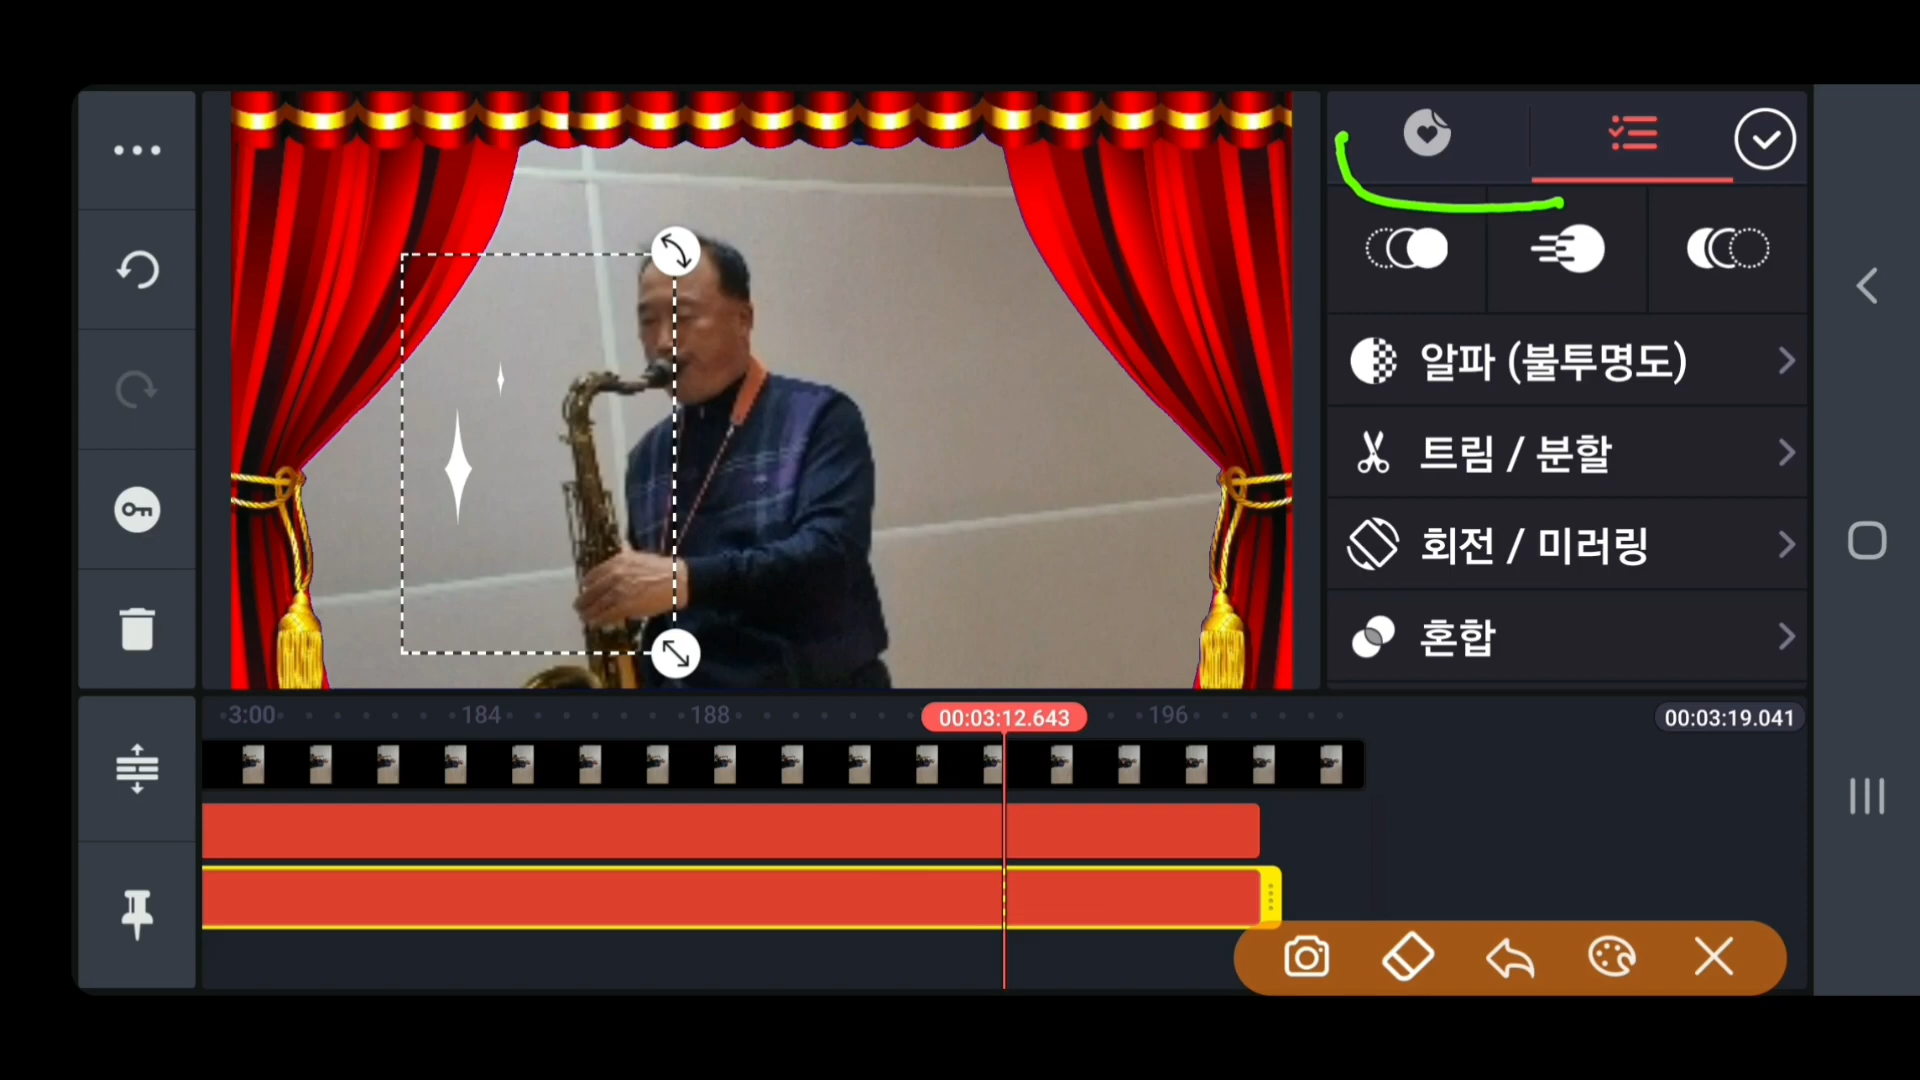 알파 (불투명도)
트림 / 분할
회전 / 미러링
혼합
3:00
184
188
00:03:12.643
196
00:03:19.041